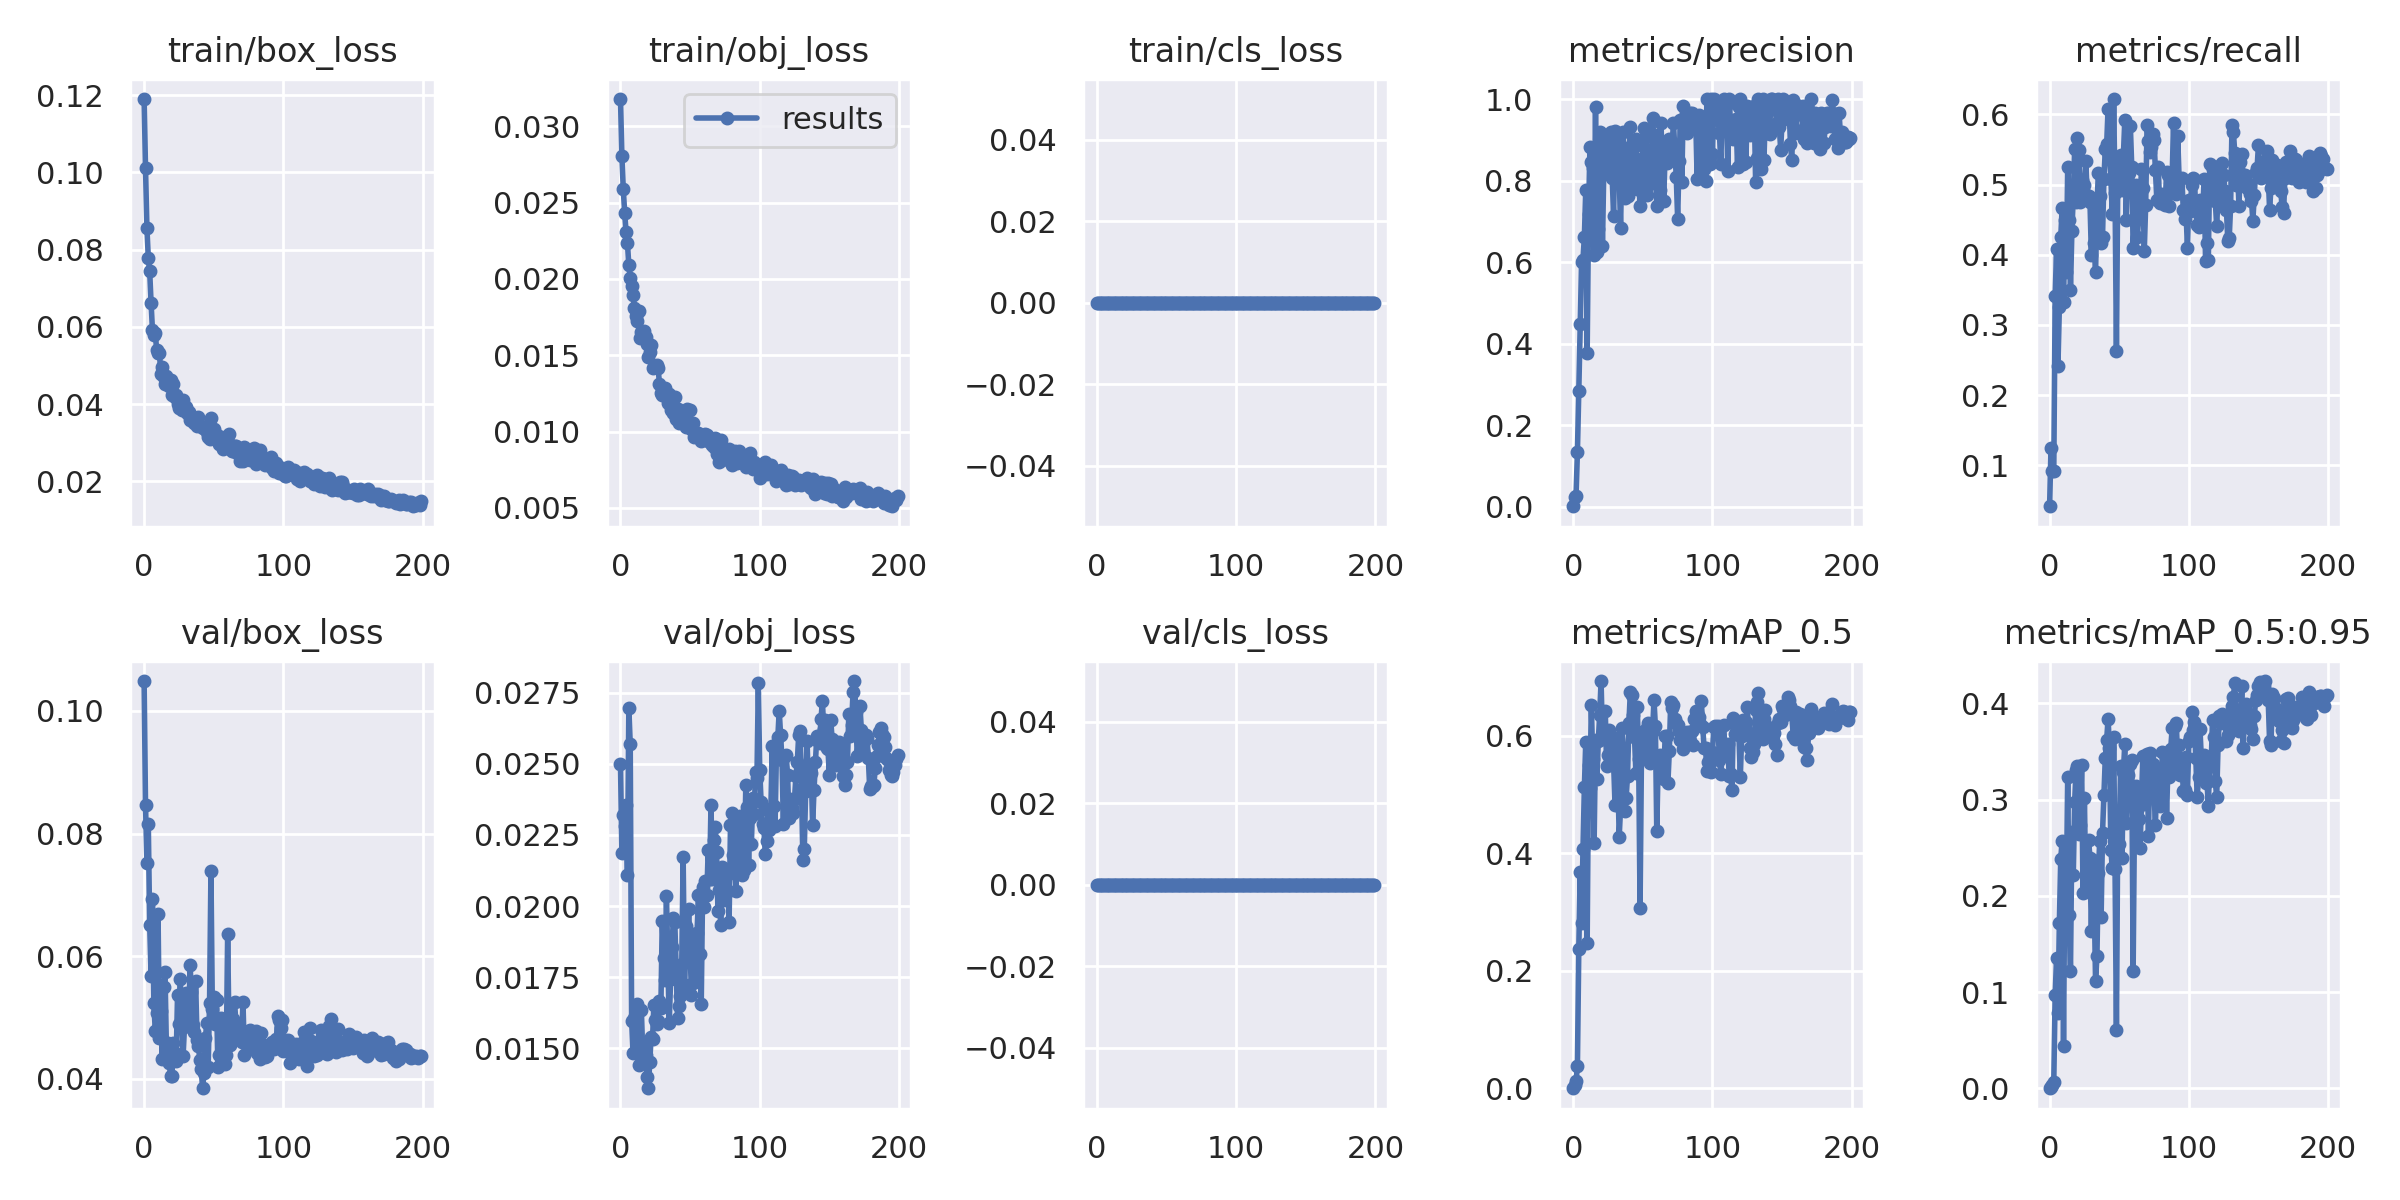 train/box_loss
0.12
0.10
0.08
0.06
0.04
0.02
0 100 200
train/obj_loss
results
0.030
0.025
0.020
0.015
0.010
0.005
0 100 200
train/cls_loss
0.04
0.02
0.00
−0.02
−0.04
0 100 200
metrics/precision
1.0
0.8
0.6
0.4
0.2
0.0
0 100 200
metrics/recall
0.6
0.5
0.4
0.3
0.2
0.1
0 100 200
val/box_loss
0.10
0.08
0.06
0.04
0 100 200
val/obj_loss
0.0275
0.0250
0.0225
0.0200
0.0175
0.0150
0 100 200
val/cls_loss
0.04
0.02
0.00
−0.02
−0.04
0 100 200
metrics/mAP_0.5
0.6
0.4
0.2
0.0
0 100 200
metrics/mAP_0.5:0.95
0.4
0.3
0.2
0.1
0.0
0 100 200